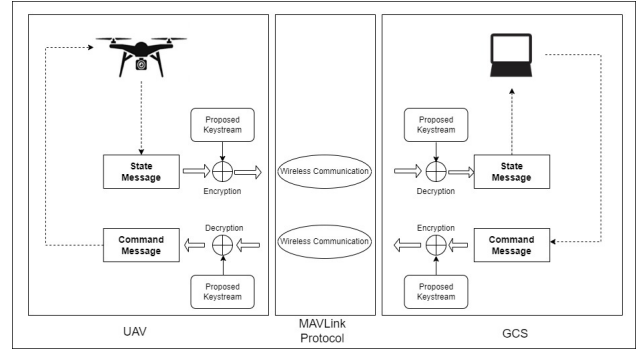 Proposed
Keystream
State
Message
Encryption
Wireless Communication
Proposed
Keystream
Decryption
State
Message
Command
Message
Decryption
Proposed
Keystream
Wireless Communication
Encryption
Proposed
Keystream
Command
Message
UAV
MAVLink
Protocol
GCS